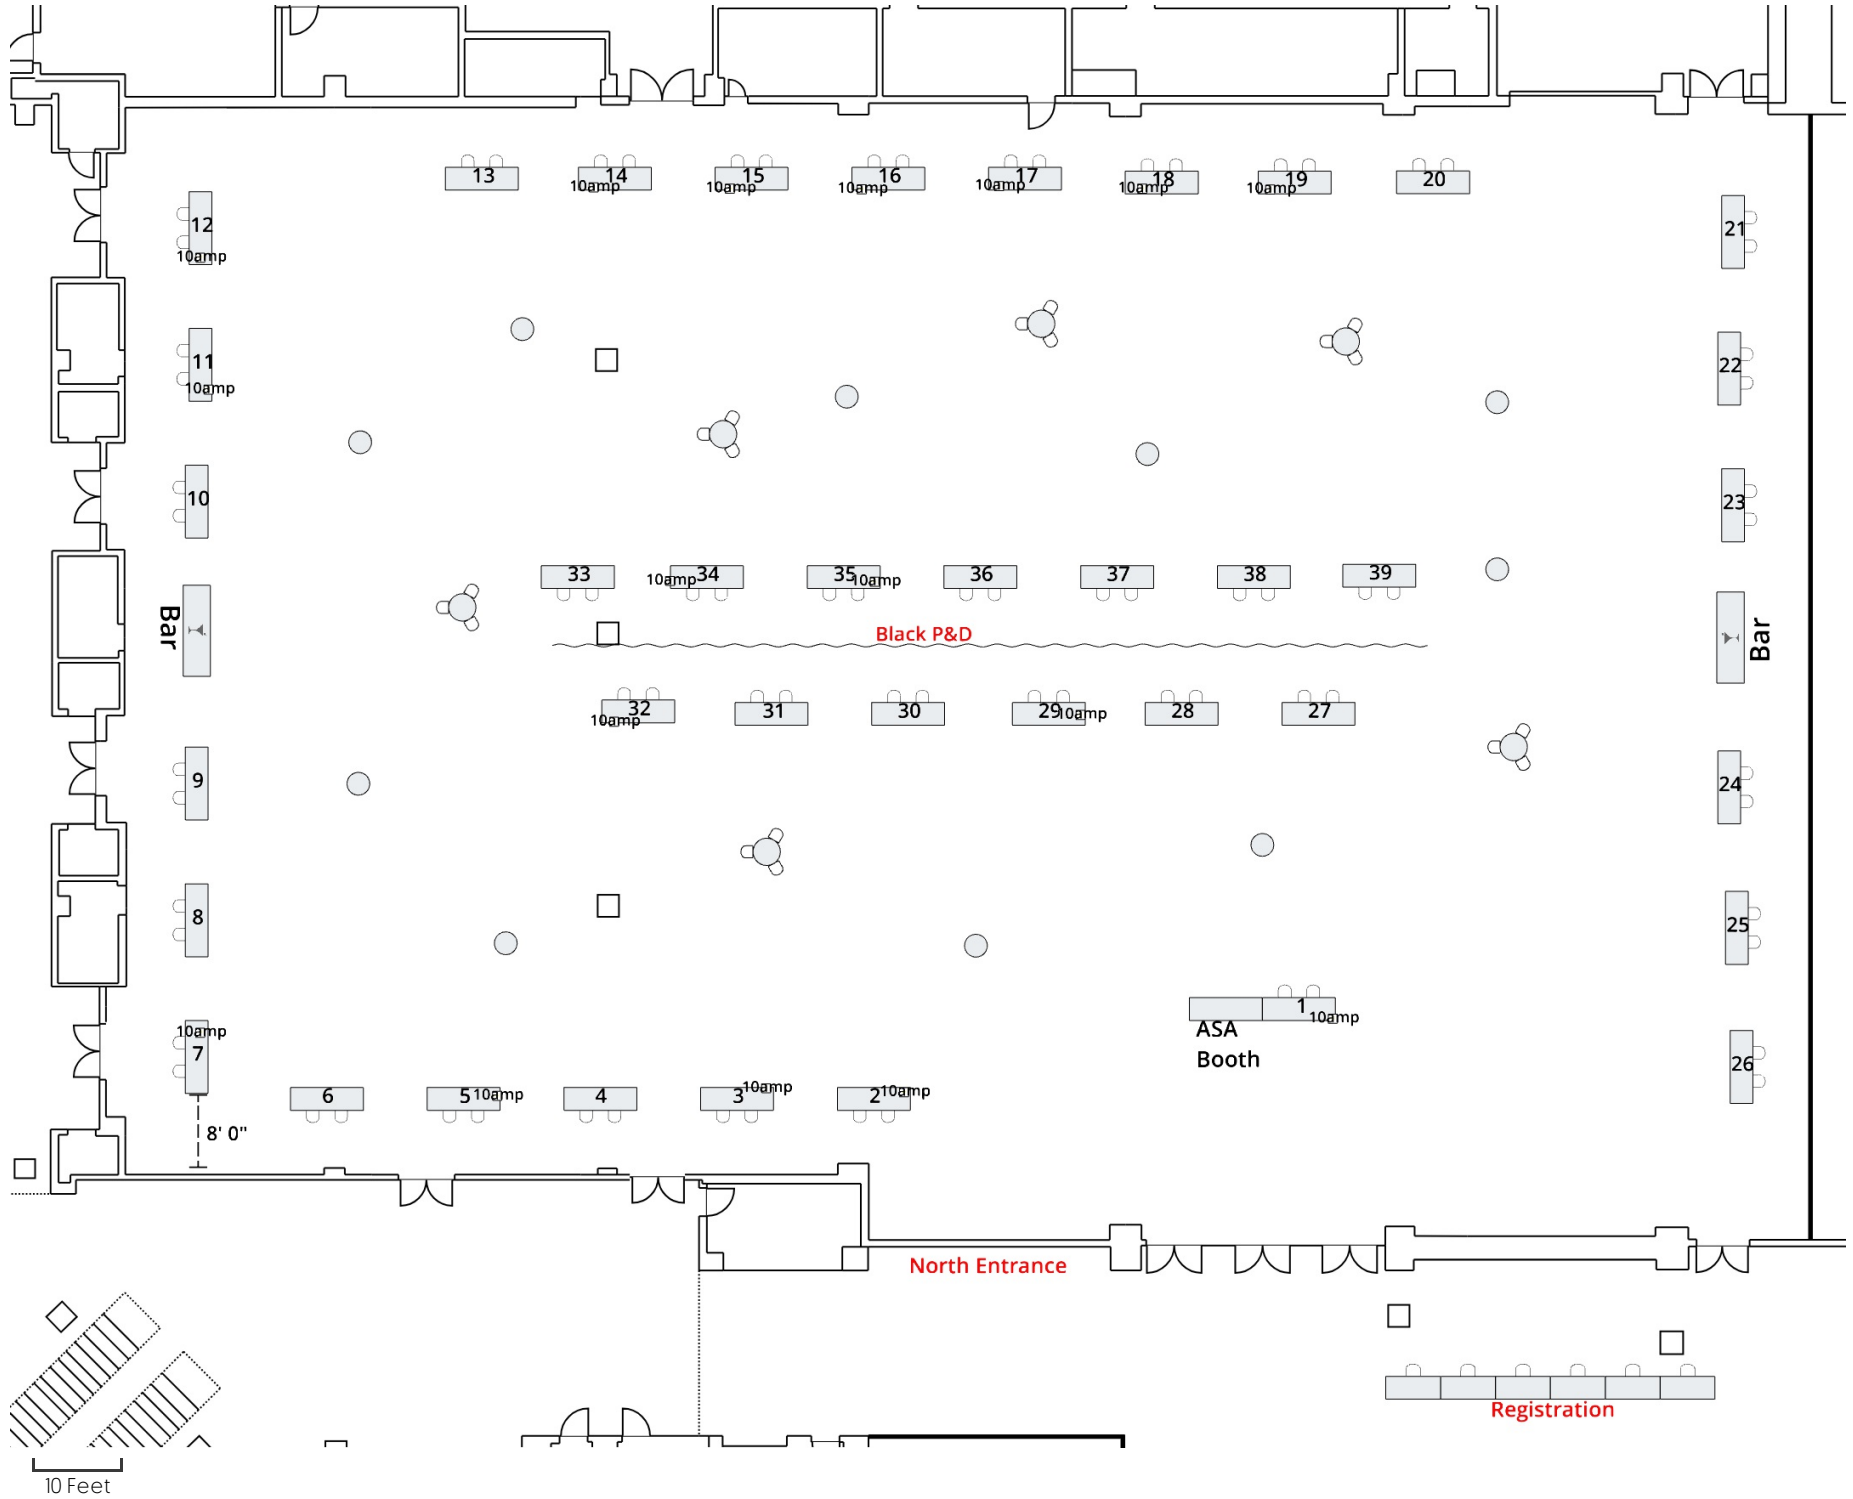 13
14
10amp
15
10amp
16
10amp
17
10amp
18
10amp
19
10amp
20
12
10amp
21
11
10amp
22
10
23
33
34
10amp
35
10amp
36
37
38
39
Bar
Black P&D
Bar
32
10amp
31
30
29
10amp
28
27
9
24
8
25
1
10amp
ASA
Booth
10amp
7
26
6
5
10amp
4
3
10amp
2
10amp
8' 0"
North Entrance
Registration
10 Feet